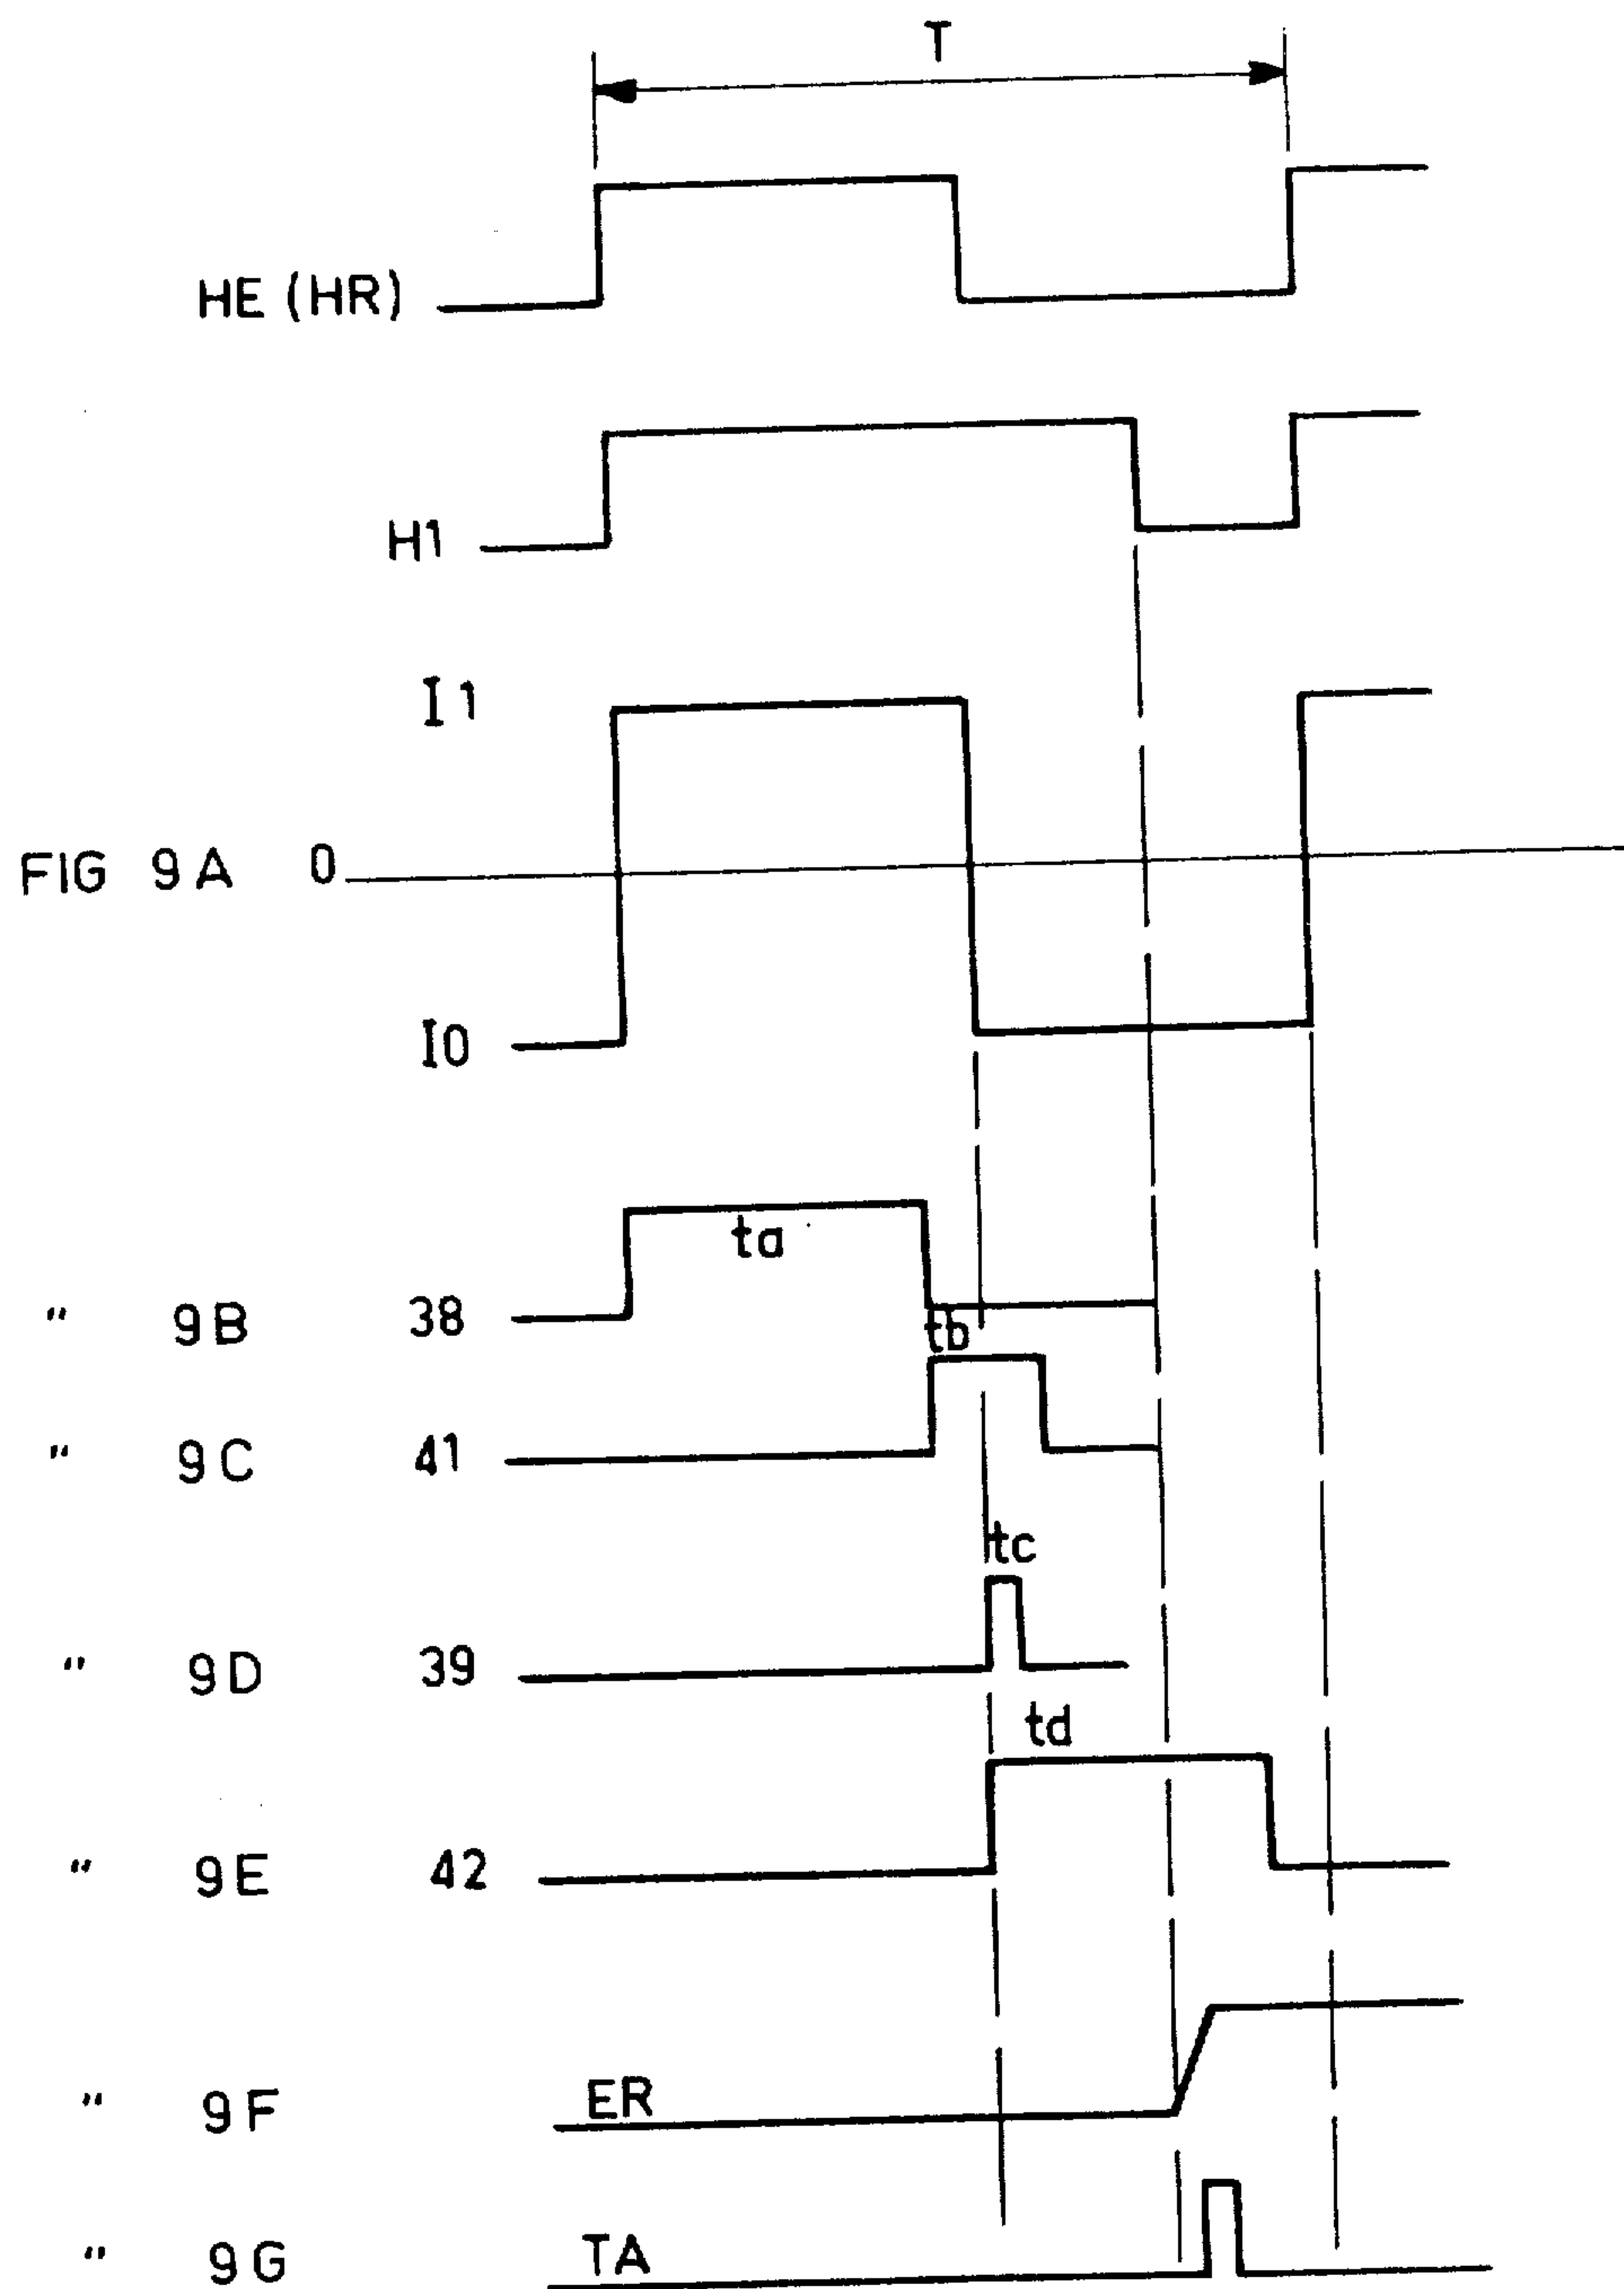 T
HE (HR)
H1
I1
FIG 9A 0
I0
ta
" 9B 38
tb
" 9C 41
tc
" 9D 39
td
" 9E 42
" 9F ER
" 9G TA